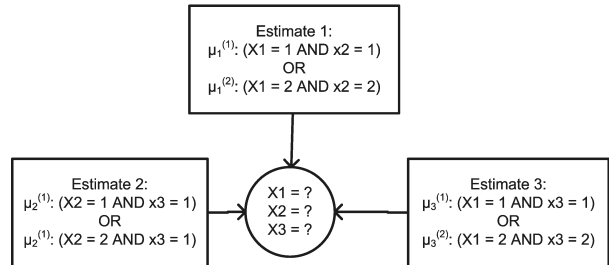 Estimate 1:
μ₁⁽¹⁾: (X1 = 1 AND x2 = 1)
OR
μ₁⁽²⁾: (X1 = 2 AND x2 = 2)
Estimate 2:
μ₂⁽¹⁾: (X2 = 1 AND x3 = 1)
OR
μ₂⁽¹⁾: (X2 = 2 AND x3 = 1)
X1 = ?
X2 = ?
X3 = ?
Estimate 3:
μ₃⁽¹⁾: (X1 = 1 AND x3 = 1)
OR
μ₃⁽²⁾: (X1 = 2 AND x3 = 2)